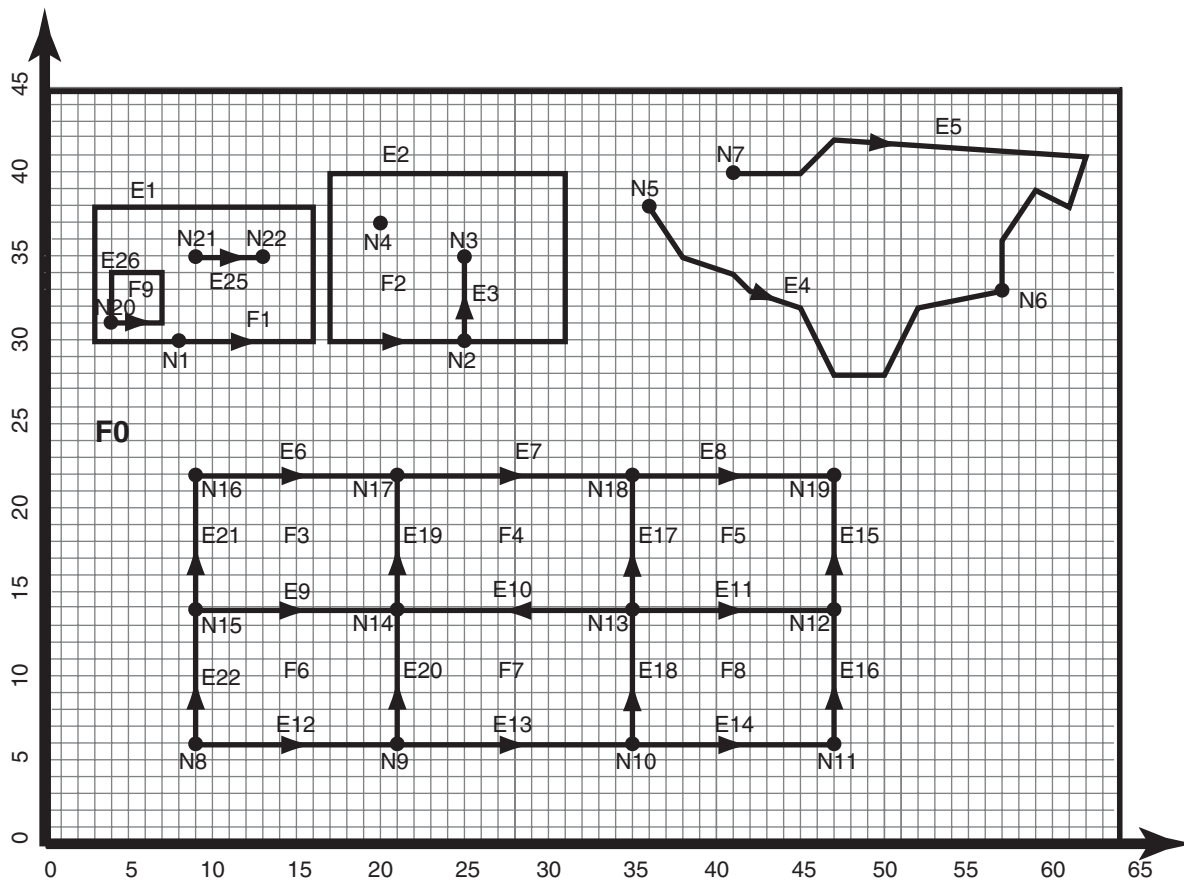 45
E5
E2
N7
40
E1
N5
N21 N22 N4 N3
35
E26
E25 F2
F9 E3 E4
N20 N6
F1
30
N1 N2
25
F0
E6 E7 E8
N16 N17 N18 N19
20
E21 F3 E19 F4 E17 F5 E15
15
E9 E10 E11
N15 N14 N13 N12
10
E22 F6 E20 F7 E18 F8 E16
E12 E13 E14
5
N8 N9 N10 N11
0
0 5 10 15 20 25 30 35 40 45 50 55 60 65